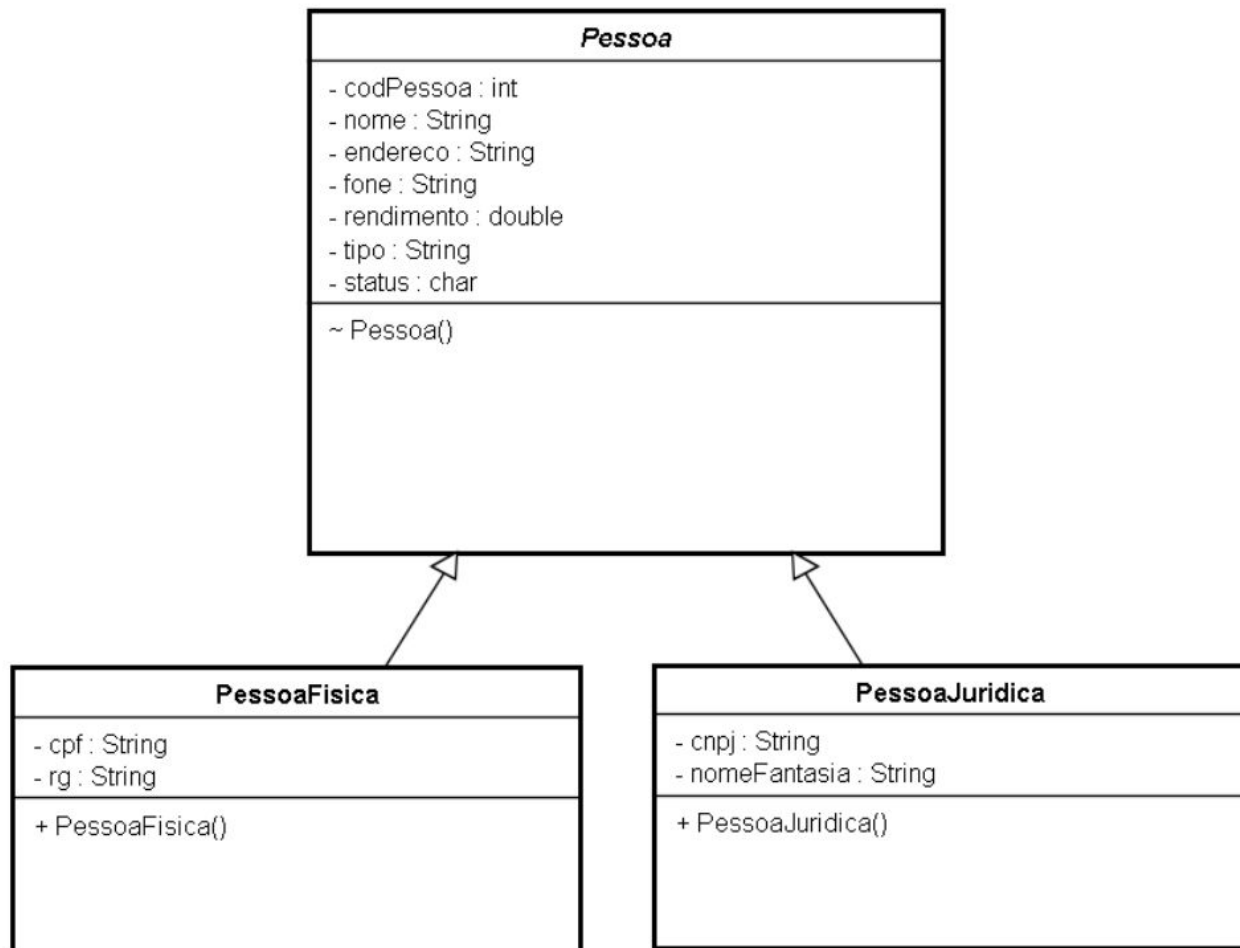 Pessoa
- codPessoa : int
- nome : String
- endereco : String
- fone : String
- rendimento : double
- tipo : String
- status : char
~ Pessoa()
PessoaFisica
- cpf : String
- rg : String
+ PessoaFisica()
PessoaJuridica
- cnpj : String
- nomeFantasia : String
+ PessoaJuridica()